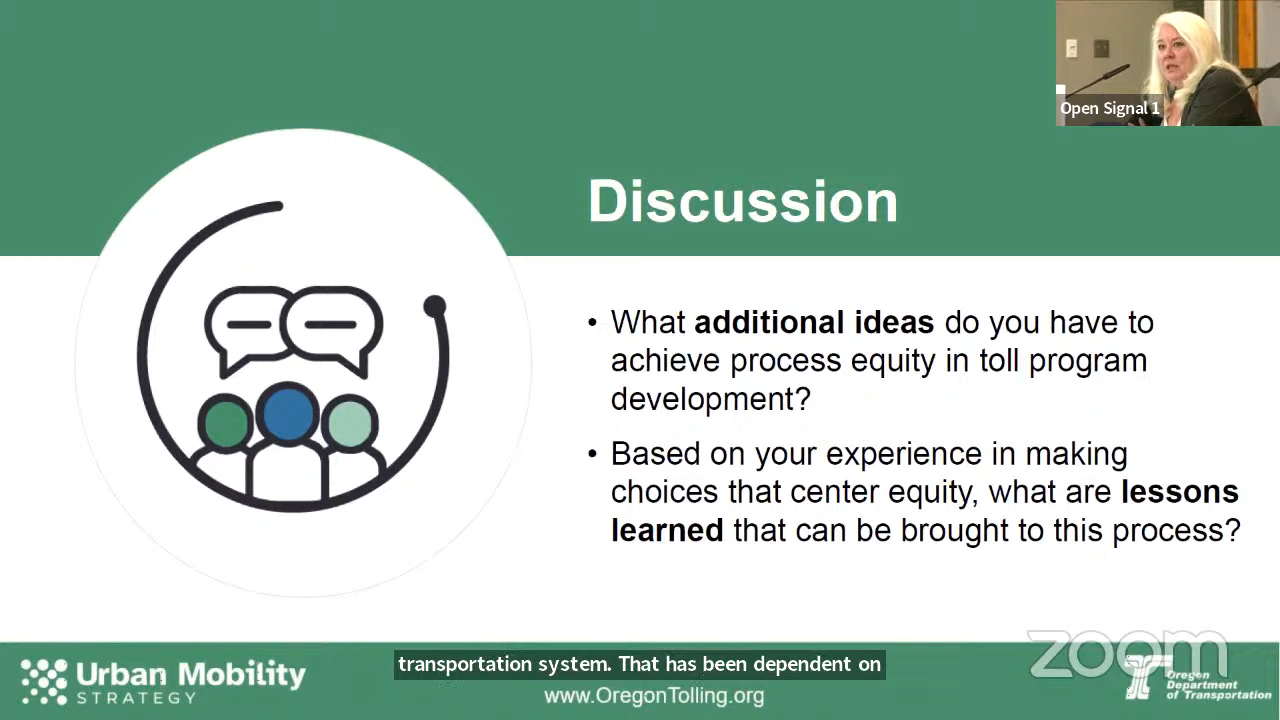 Open Signal 1
Discussion
• What additional ideas do you have to
achieve process equity in toll program
development?
• Based on your experience in making
choices that center equity, what are lessons
learned that can be brought to this process?
zoom
Urban Mobility
STRATEGY
transportation system. That has been dependent on
www.OregonTolling.org
Oregon
Department
of Transportation